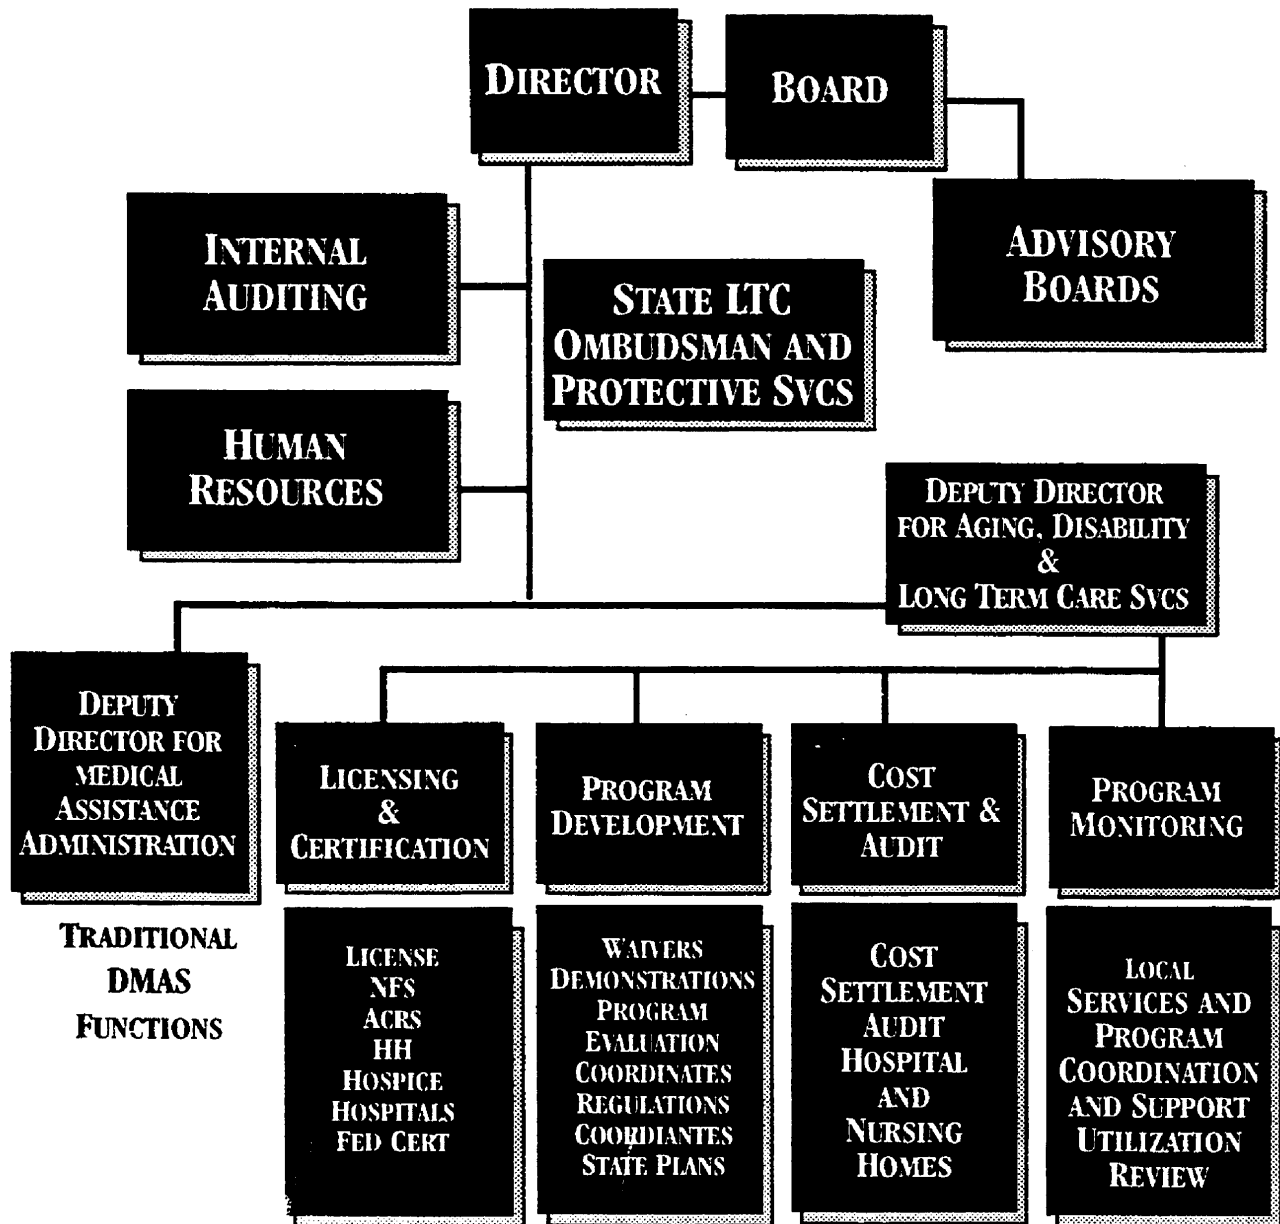 DIRECTOR
BOARD
ADVISORY
BOARDS
INTERNAL
AUDITING
STATE LTC
OMBUDSMAN AND
PROTECTIVE SVCS
HUMAN
RESOURCES
DEPUTY DIRECTOR
FOR AGING, DISABILITY
&
LONG TERM CARE SVCS
DEPUTY
DIRECTOR FOR
MEDICAL
ASSISTANCE
ADMINISTRATION
TRADITIONAL
DMAS
FUNCTIONS
LICENSING
&
CERTIFICATION
PROGRAM
DEVELOPMENT
COST
SETTLEMENT &
AUDIT
PROGRAM
MONITORING
LICENSE
NFS
ACRS
HH
HOSPICE
HOSPITALS
FED CERT
WAIVERS
DEMONSTRATIONS
PROGRAM
EVALUATION
COORDINATES
REGULATIONS
COORDIANTES
STATE PLANS
COST
SETTLEMENT
AUDIT
HOSPITAL
AND
NURSING
HOMES
LOCAL
SERVICES AND
PROGRAM
COORDINATION
AND SUPPORT
UTILIZATION
REVIEW